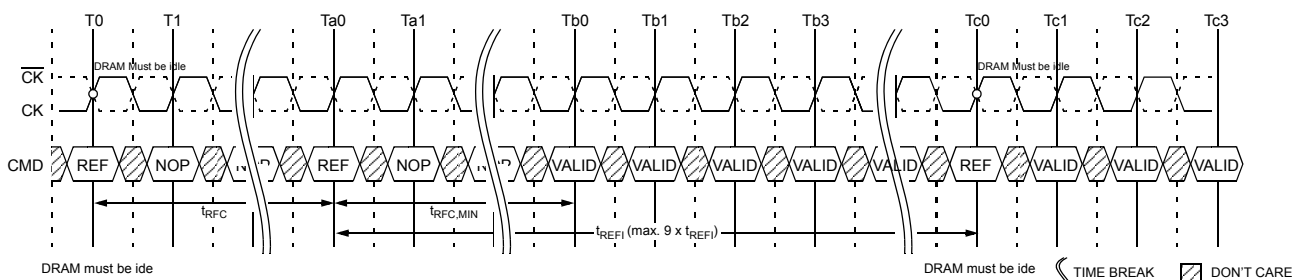 T0 T1 Ta0 Ta1 Tb0 Tb1 Tb2 Tb3 Tc0 Tc1 Tc2 Tc3
DRAM Must be idle DRAM Must be idle
CK
CK
CMD REF NOP REF NOP VALID VALID VALID VALID VALID REF VALID VALID VALID
tRFC tRFC,MIN
tREFI (max. 9 x tREFI)
DRAM must be ide DRAM must be idle TIME BREAK DON'T CARE